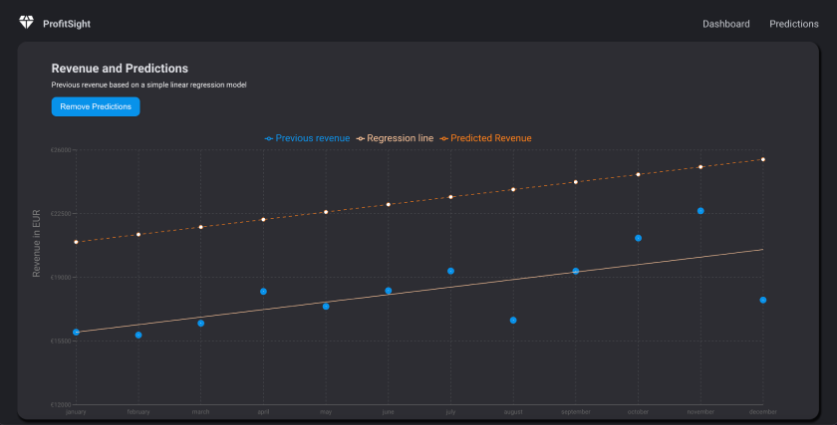 ProfitSight
Dashboard
Predictions
Revenue and Predictions
Previous revenue based on a simple linear regression model
Remove Predictions
Previous revenue
Regression line
Predicted Revenue
Revenue in EUR
€26000
€22500
€19000
€10000
january
february
march
april
may
june
july
august
september
october
november
december